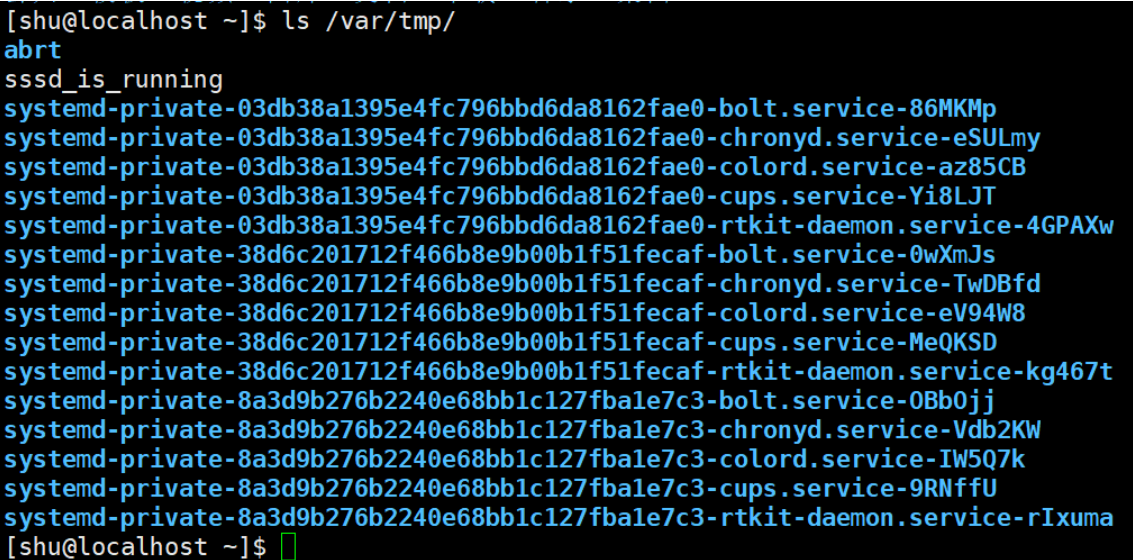 [shu@localhost ~]$ ls /var/tmp/
abrt
sssd_is_running
systemd-private-03db38a1395e4fc796bbd6da8162fae0-bolt.service-86MKMp
systemd-private-03db38a1395e4fc796bbd6da8162fae0-chronyd.service-eSULmy
systemd-private-03db38a1395e4fc796bbd6da8162fae0-colord.service-az85CB
systemd-private-03db38a1395e4fc796bbd6da8162fae0-cups.service-Yi8LJT
systemd-private-03db38a1395e4fc796bbd6da8162fae0-rtkit-daemon.service-4GPAXw
systemd-private-38d6c201712f466b8e9b00b1f51fecaf-bolt.service-0wXmJs
systemd-private-38d6c201712f466b8e9b00b1f51fecaf-chronyd.service-TwDBfd
systemd-private-38d6c201712f466b8e9b00b1f51fecaf-colord.service-eV94W8
systemd-private-38d6c201712f466b8e9b00b1f51fecaf-cups.service-MeQKSD
systemd-private-38d6c201712f466b8e9b00b1f51fecaf-rtkit-daemon.service-kg467t
systemd-private-8a3d9b276b2240e68bb1c127fba1e7c3-bolt.service-OBbOjj
systemd-private-8a3d9b276b2240e68bb1c127fba1e7c3-chronyd.service-Vdb2KW
systemd-private-8a3d9b276b2240e68bb1c127fba1e7c3-colord.service-IW5Q7k
systemd-private-8a3d9b276b2240e68bb1c127fba1e7c3-cups.service-9RNffU
systemd-private-8a3d9b276b2240e68bb1c127fba1e7c3-rtkit-daemon.service-rIxuma
[shu@localhost ~]$